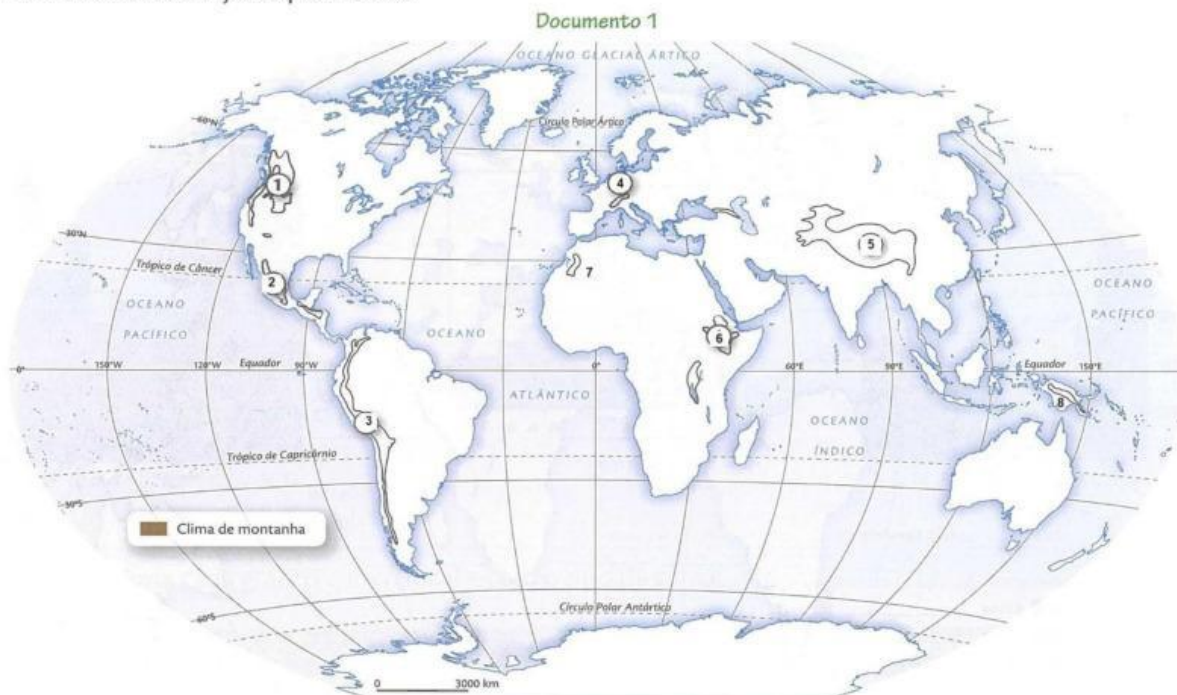 Documento 1
OCEANO GLACIAL ÁRTICO
60°N
Círculo Polar Ártico
1
4
30°N
5
Trópico de Câncer
7
2
OCEANO
PACÍFICO
OCEANO
OCEANO
PACÍFICO
6
0°
150°W
120°W
Equador
90°W
0°
60°E
90°E
Equador
150°E
ATLÂNTICO
8
3
OCEANO
ÍNDICO
Trópico de Capricórnio
30°S
Clima de montanha
60°S
Círculo Polar Antártico
0
3000 km